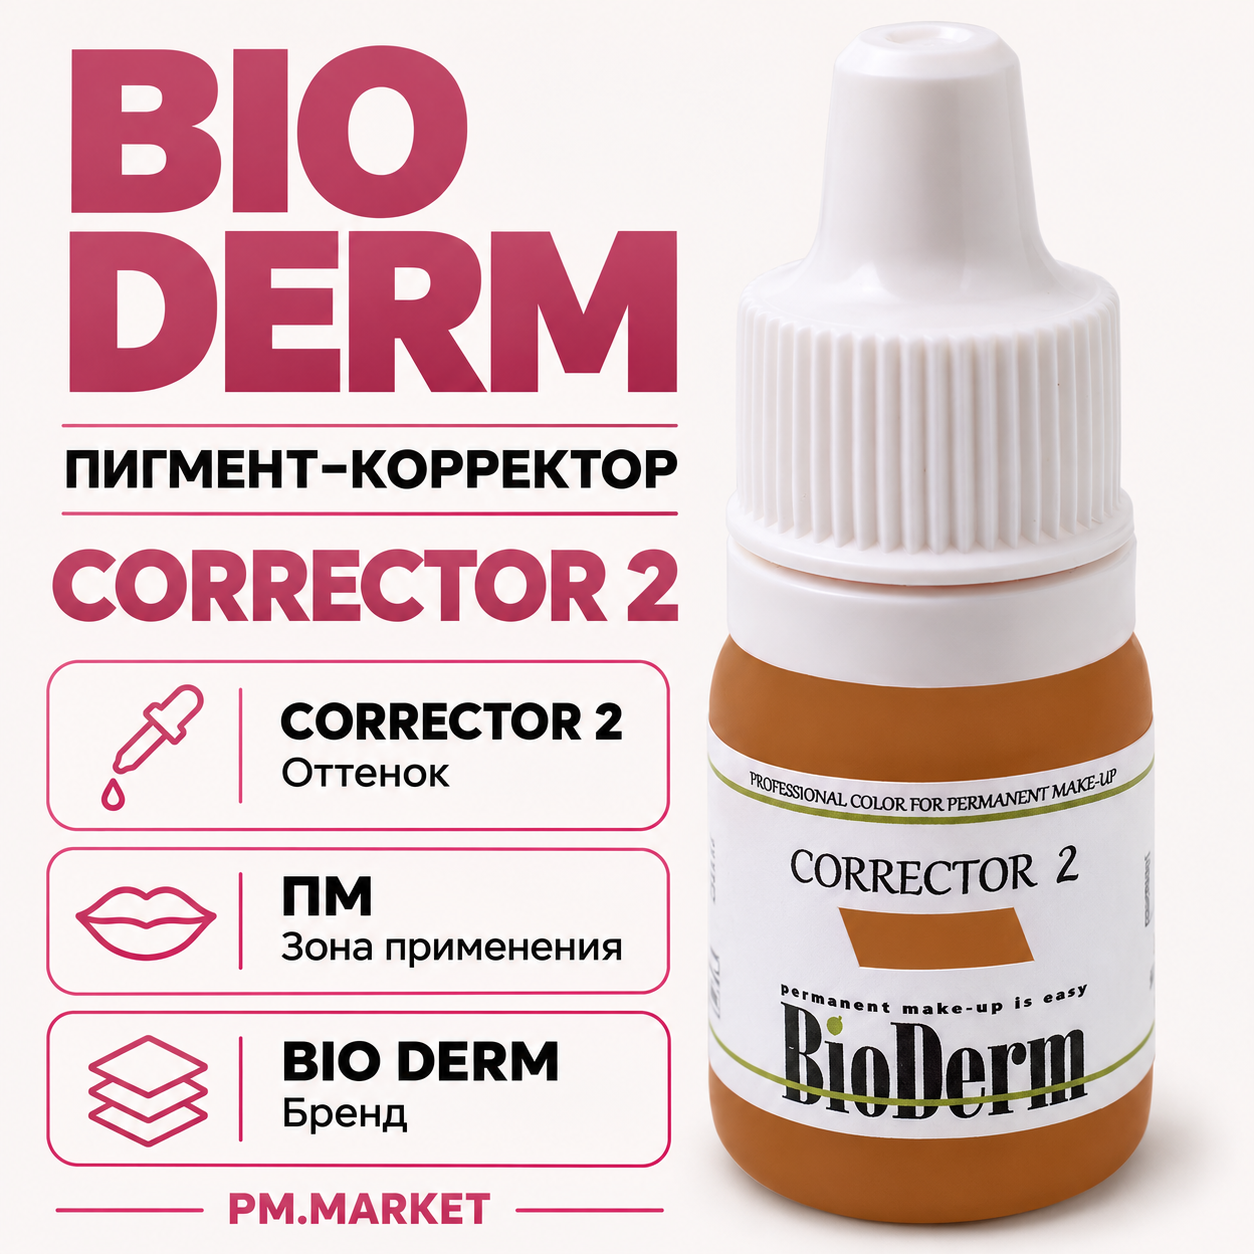 BIO
DERM
ПИГМЕНТ-КОРРЕКТОР
CORRECTOR 2
CORRECTOR 2
Оттенок
ПМ
Зона применения
BIO DERM
Бренд
PM.MARKET
PROFESSIONAL COLOR FOR PERMANENT MAKE-UP
CORRECTOR 2
permanent make-up is easy
BioDerm